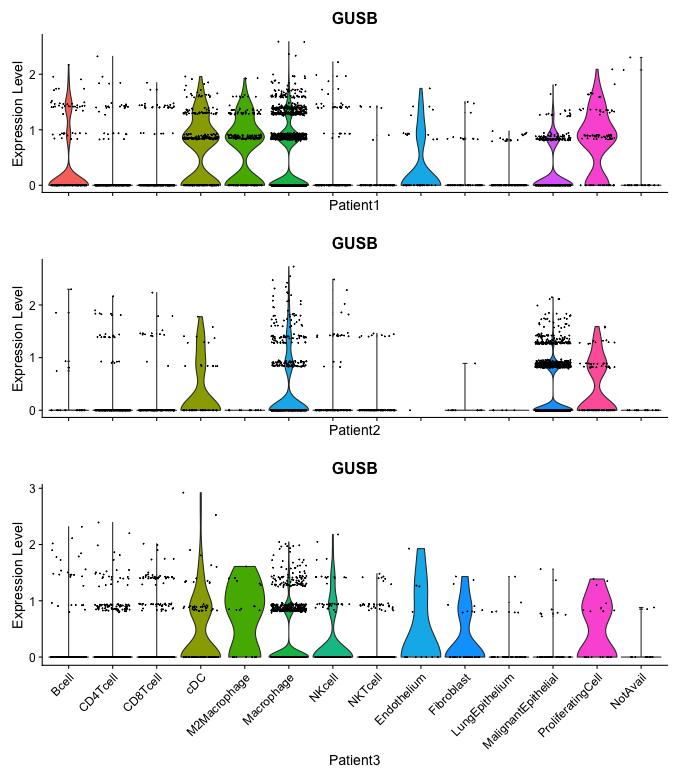 GUSB
Expression Level
2
1
0
Patient1
GUSB
Expression Level
2
1
0
Patient2
GUSB
Expression Level
3
2
1
0
Bcell
CD4Tcell
CD8Tcell
cDC
M2Macrophage
Macrophage
NKcell
NKTcell
Endothelium
Fibroblast
LungEpithelium
MalignantEpithelial
ProliferatingCell
NotAvail
Patient3